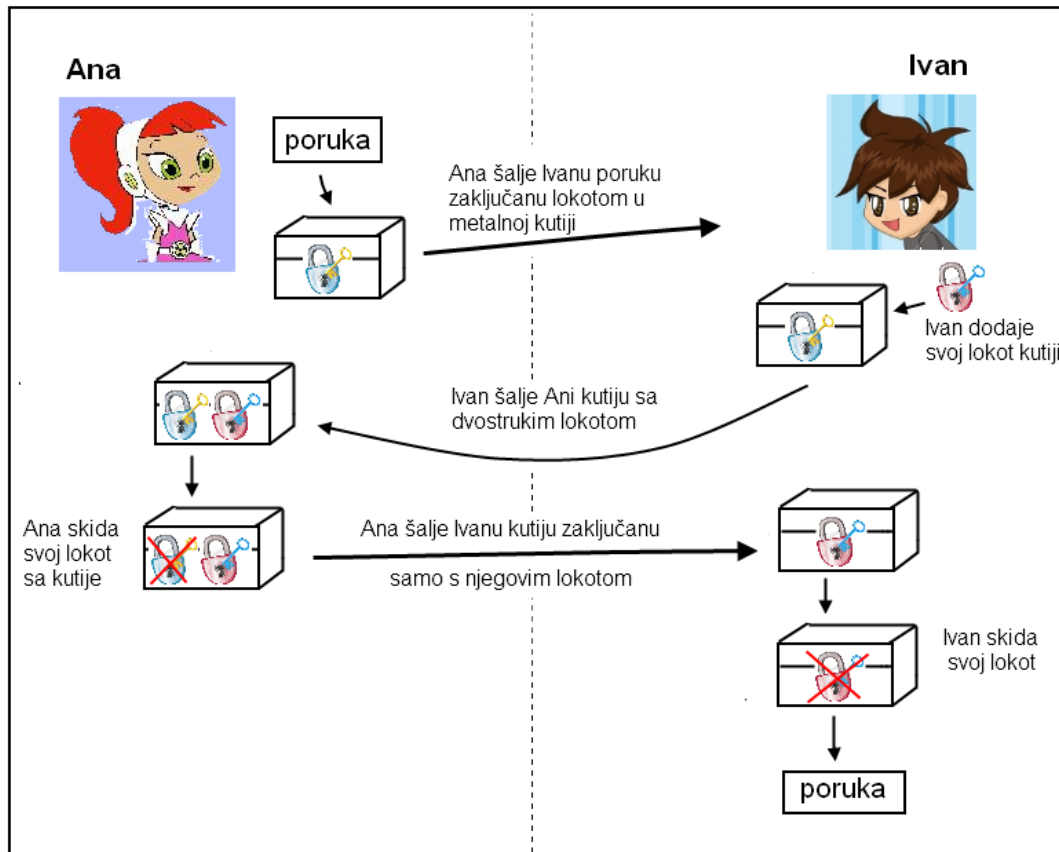 Ana
Ivan
poruka
Ana šalje Ivanu poruku
zaključanu lokotom u
metalnoj kutiji
Ivan dodaje
svoj lokot kutiji
Ivan šalje Ani kutiju sa
dvostrukim lokotom
Ana skida
svoj lokot
sa kutije
Ana šalje Ivanu kutiju zaključanu
samo s njegovim lokotom
Ivan skida
svoj lokot
poruka